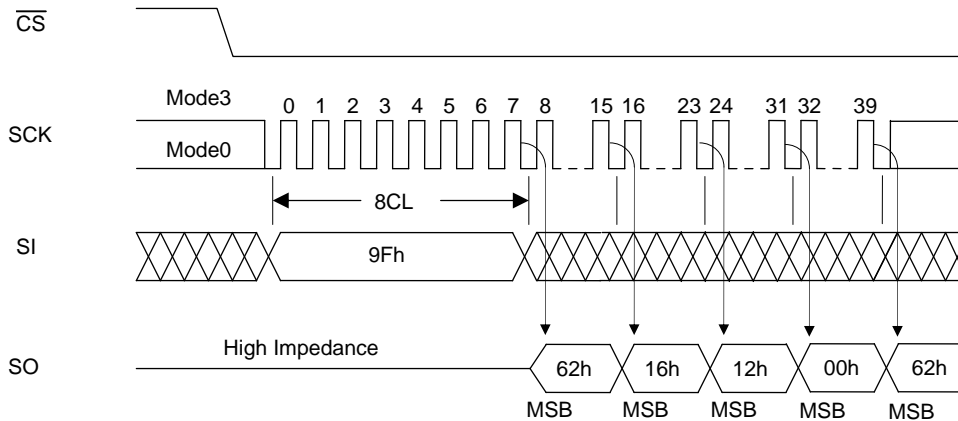 CS
Mode3
0 1 2 3 4 5 6 7 8 15 16 23 24 31 32 39
SCK
Mode0
8CL
SI
9Fh
High Impedance
SO
62h 16h 12h 00h 62h
MSB MSB MSB MSB MSB